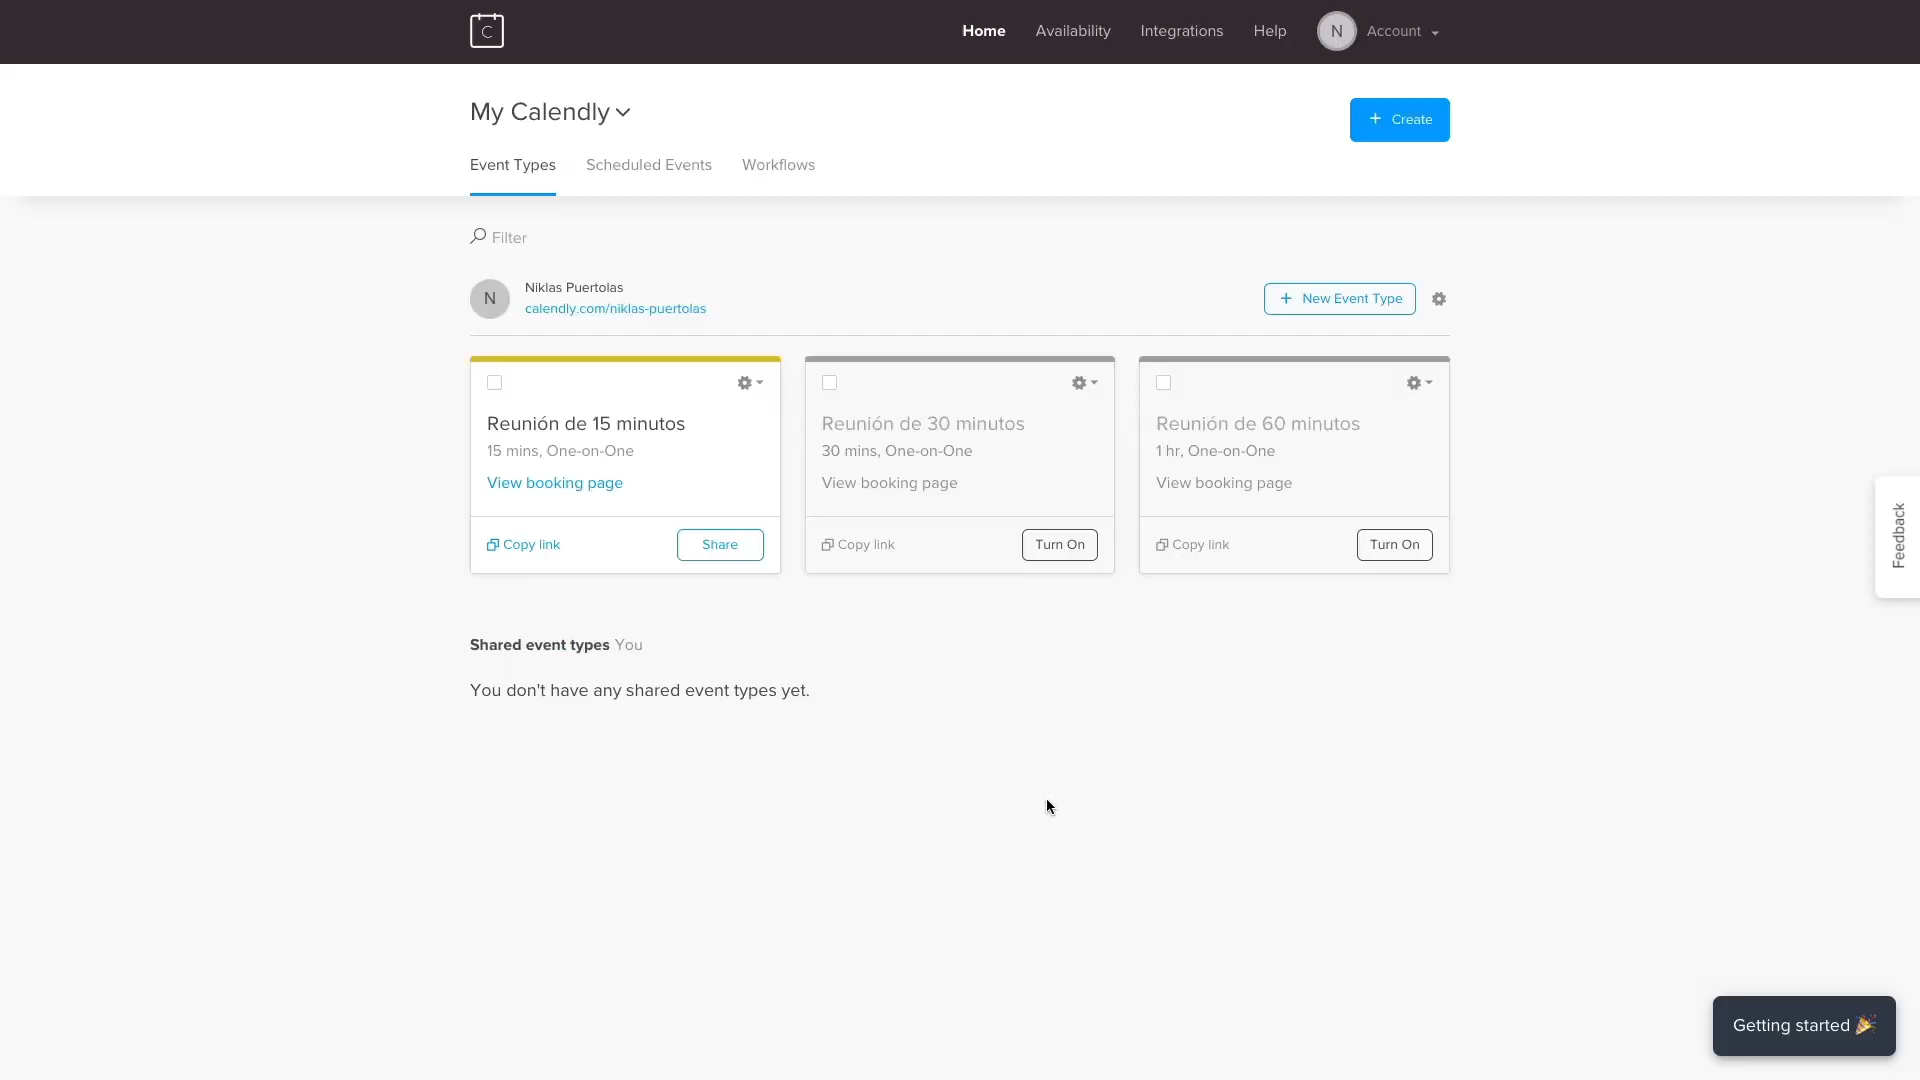 C
Home
Availability
Integrations
Help
N
Account
My Calendly
+ Create
Event Types
Scheduled Events
Workflows
Filter
N
Niklas Puertolas
calendly.com/niklas-puertolas
+ New Event Type
Reunión de 15 minutos
15 mins, One-on-One
View booking page
Copy link
Share
Reunión de 30 minutos
30 mins, One-on-One
View booking page
Copy link
Turn On
Reunión de 60 minutos
1 hr, One-on-One
View booking page
Copy link
Turn On
Feedback
Shared event types You
You don't have any shared event types yet.
Getting started 🎉